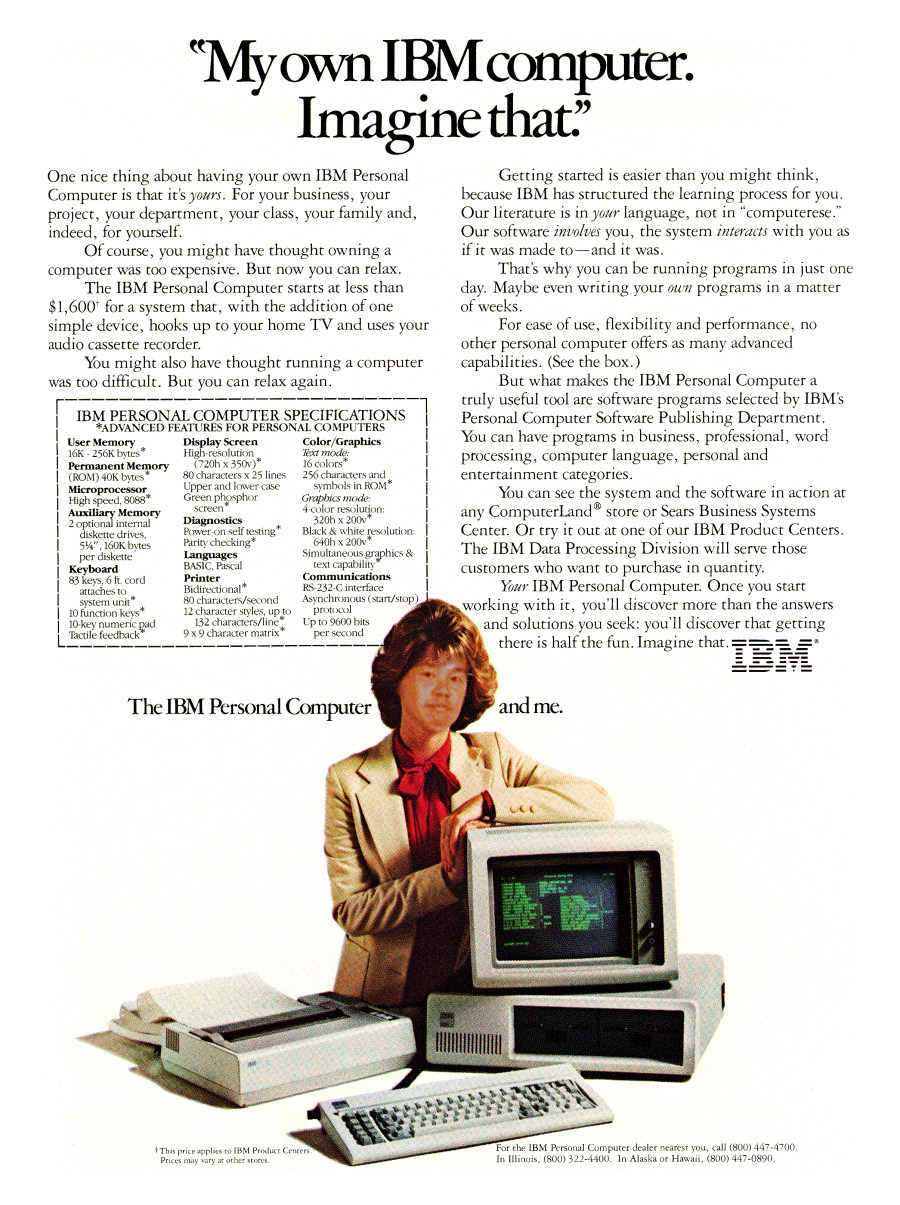 “My own IBM computer.
Imagine that.”
One nice thing about having your own IBM Personal
Computer is that it’s yours. For your business, your
project, your department, your class, your family and,
indeed, for yourself.
Of course, you might have thought owning a
computer was too expensive. But now you can relax.
The IBM Personal Computer starts at less than
$1,600† for a system that, with the addition of one
simple device, hooks up to your home TV and uses your
audio cassette recorder.
You might also have thought running a computer
was too difficult. But you can relax again.
IBM PERSONAL COMPUTER SPECIFICATIONS
*ADVANCED FEATURES FOR PERSONAL COMPUTERS
User Memory
16K - 256K bytes*
Permanent Memory
(ROM) 40K bytes*
Microprocessor
High speed, 8088*
Auxiliary Memory
2 optional internal
diskette drives,
5¼", 160K bytes
per diskette
Keyboard
83 keys, 6 ft. cord
attaches to
system unit*
10 function keys*
10-key numeric pad
Tactile feedback*
Display Screen
High-resolution
(720h x 350v)*
80 characters x 25 lines
Upper and lower case
Green phosphor
screen*
Diagnostics
Power-on self testing*
Parity checking*
Languages
BASIC, Pascal
Printer
Bidirectional*
80 characters/second
12 character styles, up to
132 characters/line*
9 x 9 character matrix*
Color/Graphics
Text mode:
16 colors*
256 characters and
symbols in ROM*
Graphics mode:
4-color resolution:
320h x 200v*
Black & white resolution:
640h x 200v*
Simultaneous graphics &
text capability*
Communications
RS-232-C interface
Asynchronous (start/stop)
protocol
Up to 9600 bits
per second
Getting started is easier than you might think,
because IBM has structured the learning process for you.
Our literature is in your language, not in “computerese.”
Our software involves you, the system interacts with you as
if it was made to—and it was.
That’s why you can be running programs in just one
day. Maybe even writing your own programs in a matter
of weeks.
For ease of use, flexibility and performance, no
other personal computer offers as many advanced
capabilities. (See the box.)
But what makes the IBM Personal Computer a
truly useful tool are software programs selected by IBM’s
Personal Computer Software Publishing Department.
You can have programs in business, professional, word
processing, computer language, personal and
entertainment categories.
You can see the system and the software in action at
any ComputerLand® store or Sears Business Systems
Center. Or try it out at one of our IBM Product Centers.
The IBM Data Processing Division will serve those
customers who want to purchase in quantity.
Your IBM Personal Computer. Once you start
working with it, you’ll discover more than the answers
and solutions you seek: you’ll discover that getting
there is half the fun. Imagine that.
IBM®
The IBM Personal Computer and me.
IBM
†This price applies to IBM Product Centers.
Prices may vary at other stores.
For the IBM Personal Computer dealer nearest you, call (800) 447-4700.
In Illinois, (800) 322-4400. In Alaska or Hawaii, (800) 447-0890.